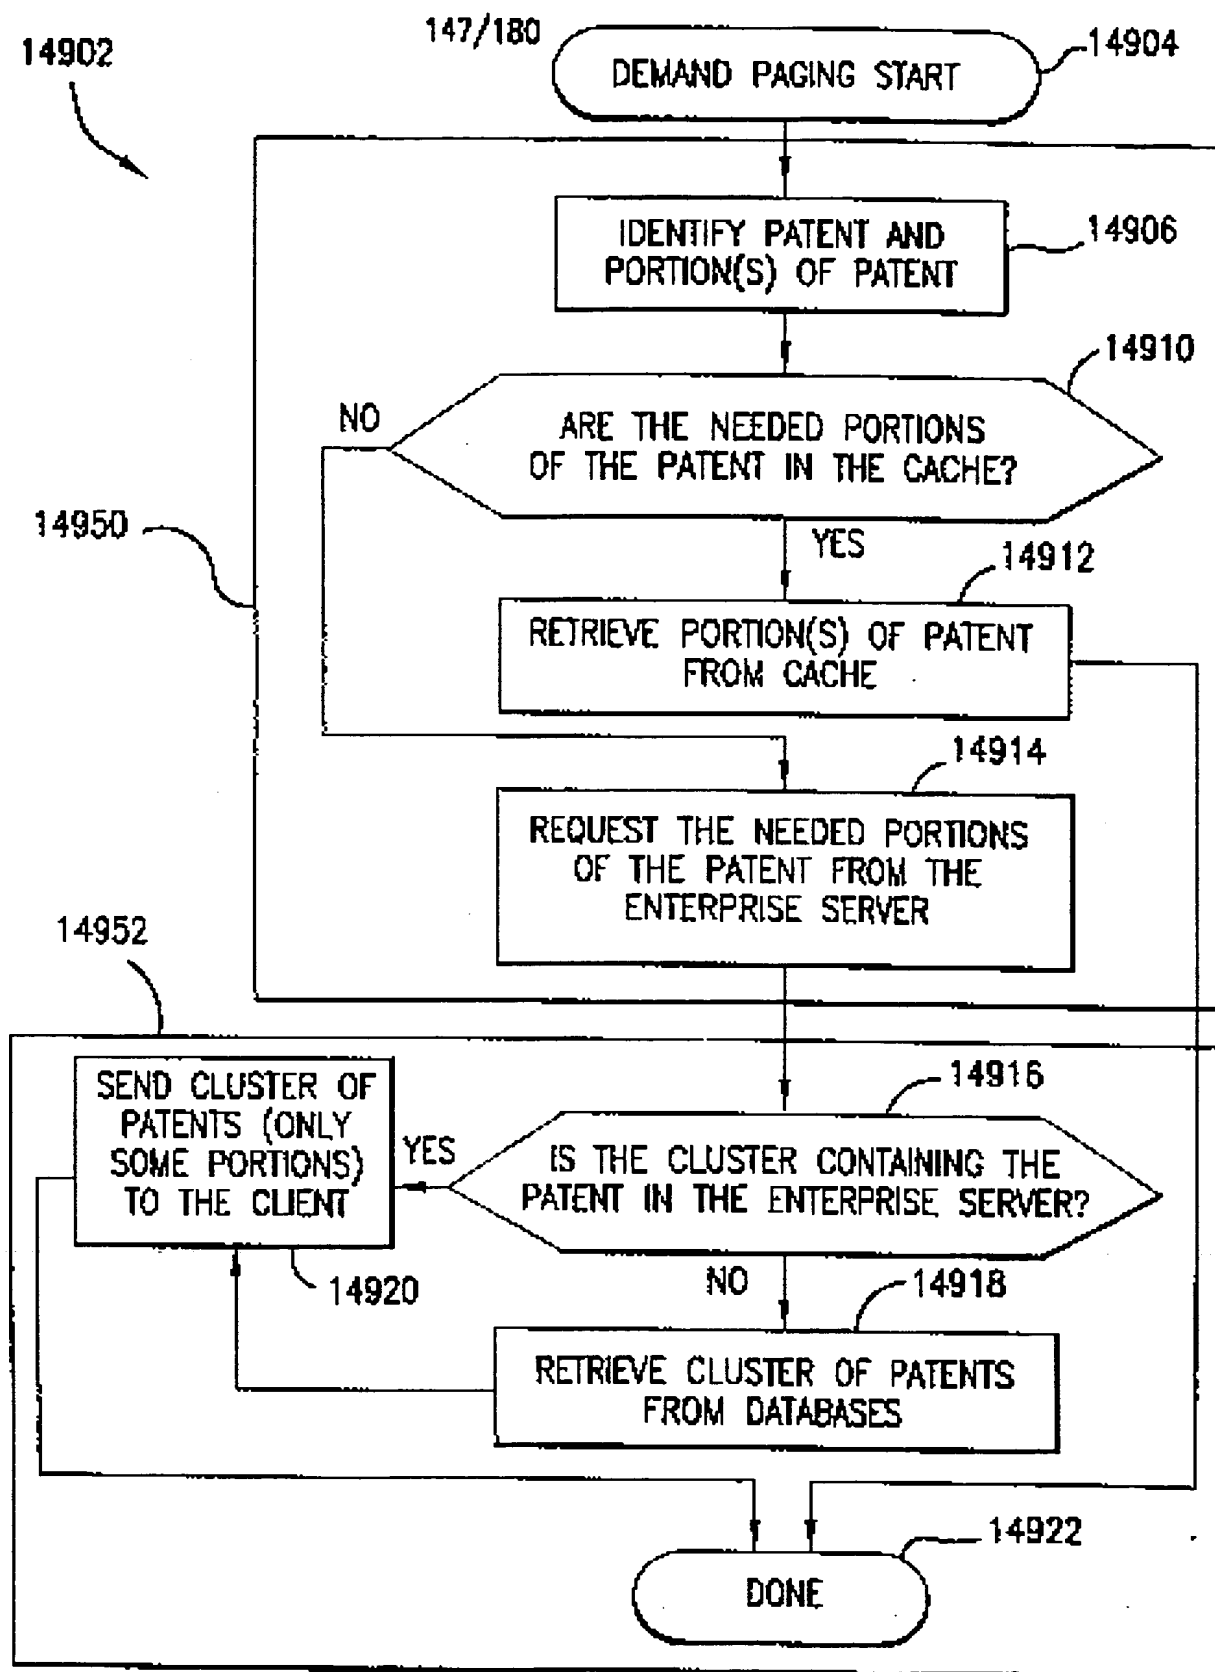 147/180
14902
DEMAND PAGING START
14904
IDENTIFY PATENT AND
PORTION(S) OF PATENT
14906
14910
NO
ARE THE NEEDED PORTIONS
OF THE PATENT IN THE CACHE?
14950
YES
14912
RETRIEVE PORTION(S) OF PATENT
FROM CACHE
14914
REQUEST THE NEEDED PORTIONS
OF THE PATENT FROM THE
ENTERPRISE SERVER
14952
SEND CLUSTER OF
PATENTS (ONLY
SOME PORTIONS)
TO THE CLIENT
YES
14916
IS THE CLUSTER CONTAINING THE
PATENT IN THE ENTERPRISE SERVER?
14920
NO
14918
RETRIEVE CLUSTER OF PATENTS
FROM DATABASES
14922
DONE